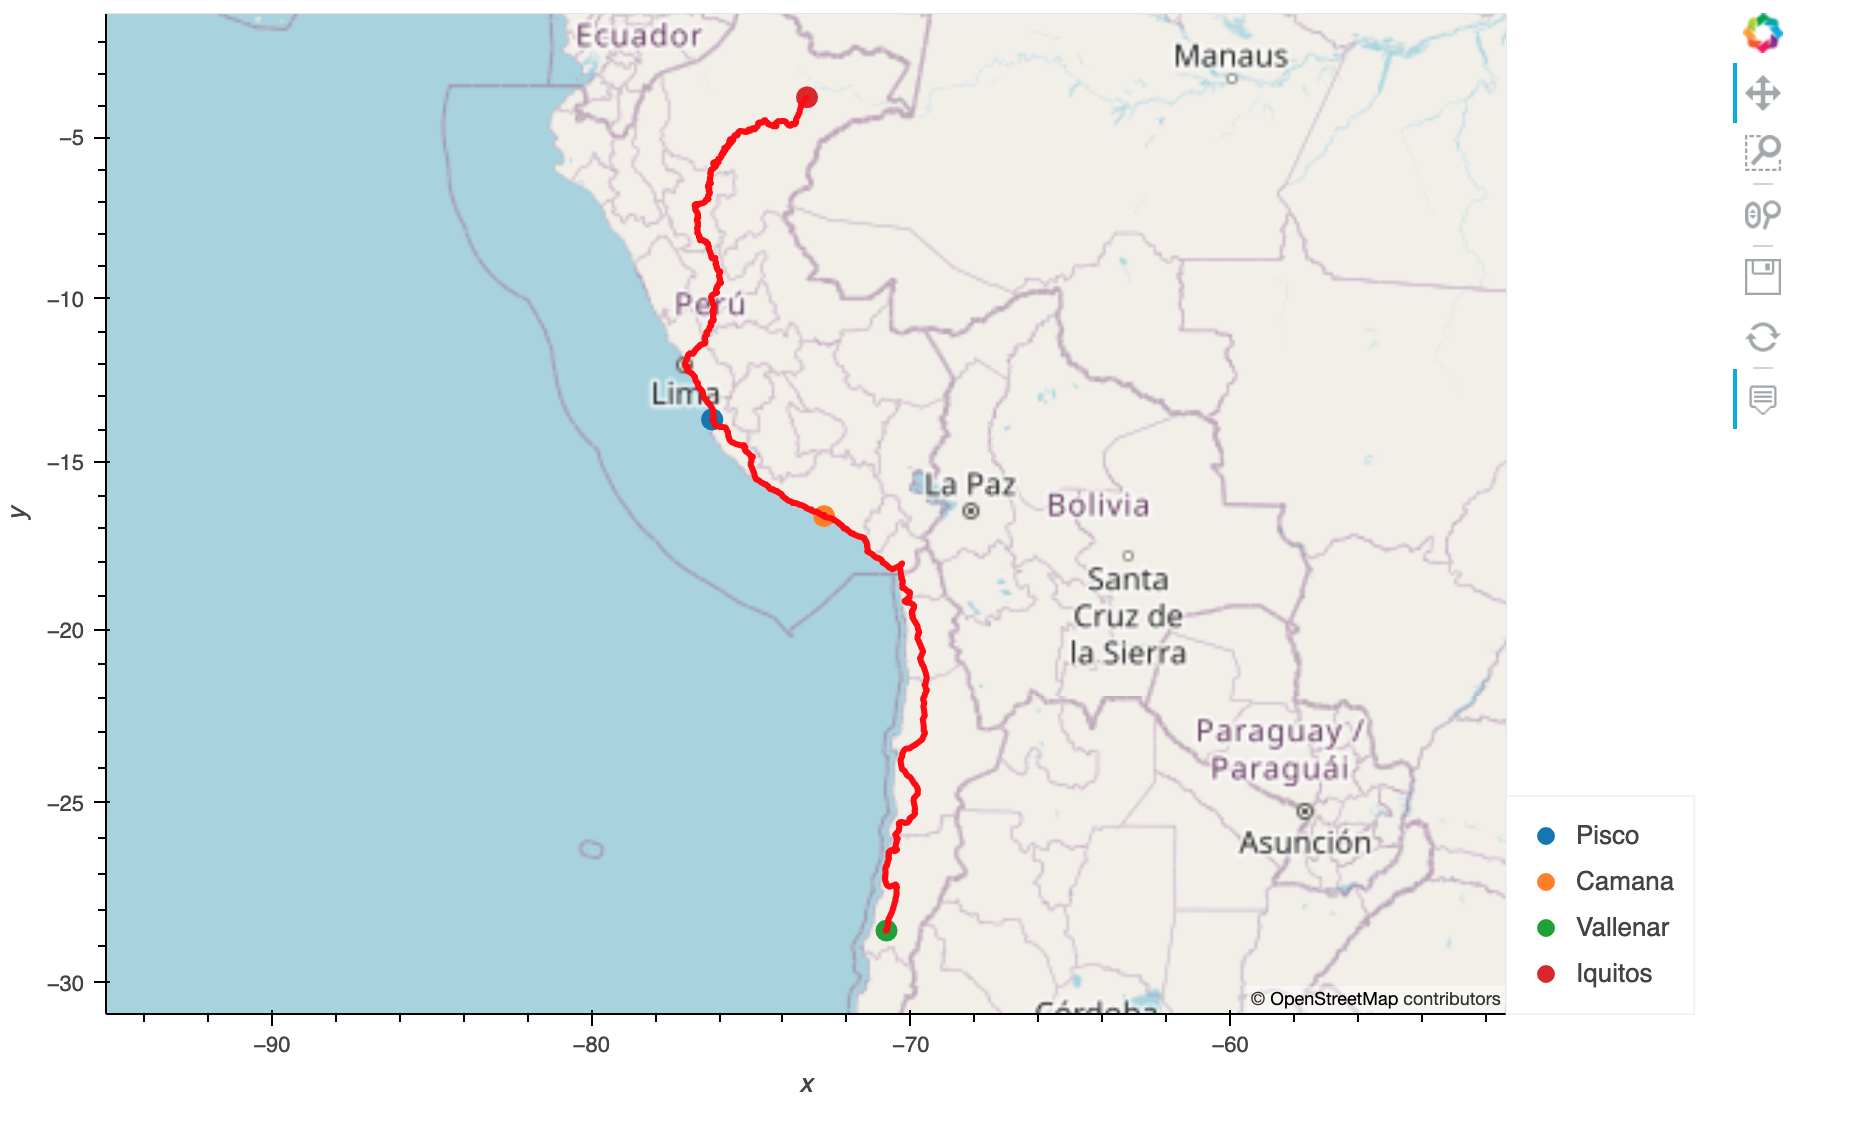 Ecuador
Manaus
Perú
Lima
La Paz
Bolivia
Santa
Cruz de
la Sierra
Paraguay /
Paraguái
Asunción
Córdoba
© OpenStreetMap contributors
−5
−10
−15
−20
−25
−30
y
−90
−80
−70
−60
x
Pisco
Camana
Vallenar
Iquitos